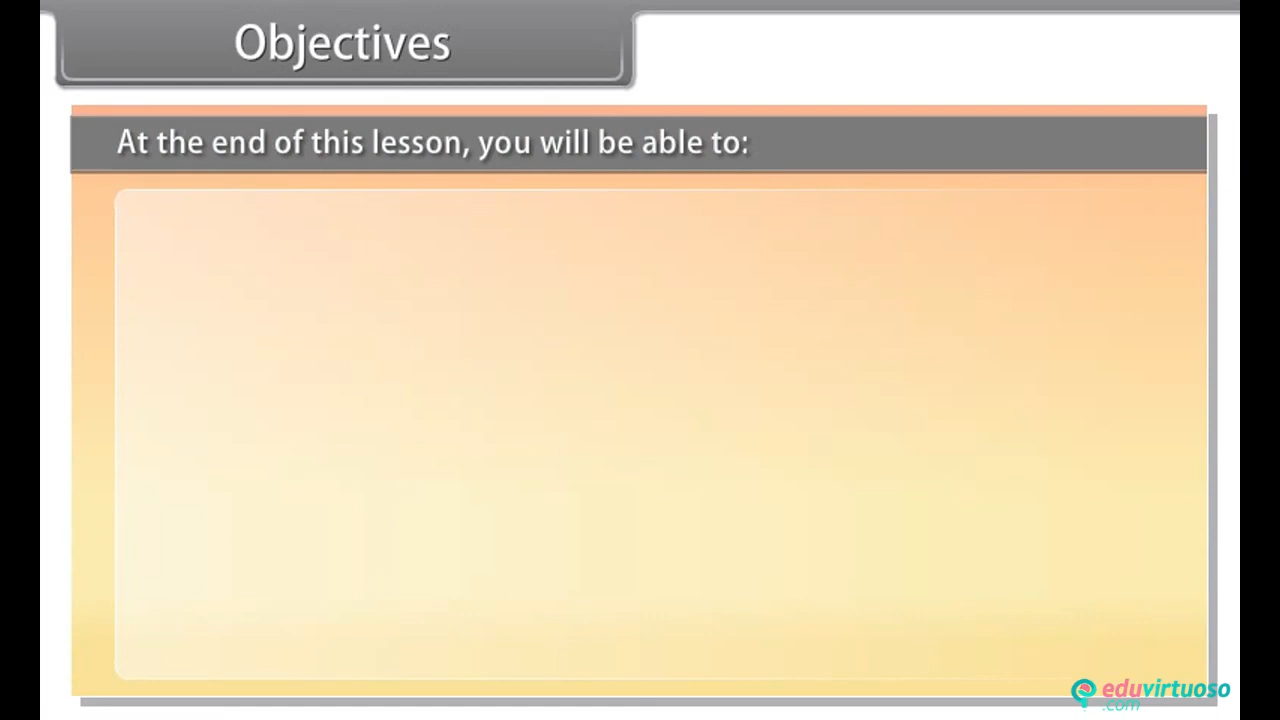 Objectives
At the end of this lesson, you will be able to:
eduvirtuoso
.com